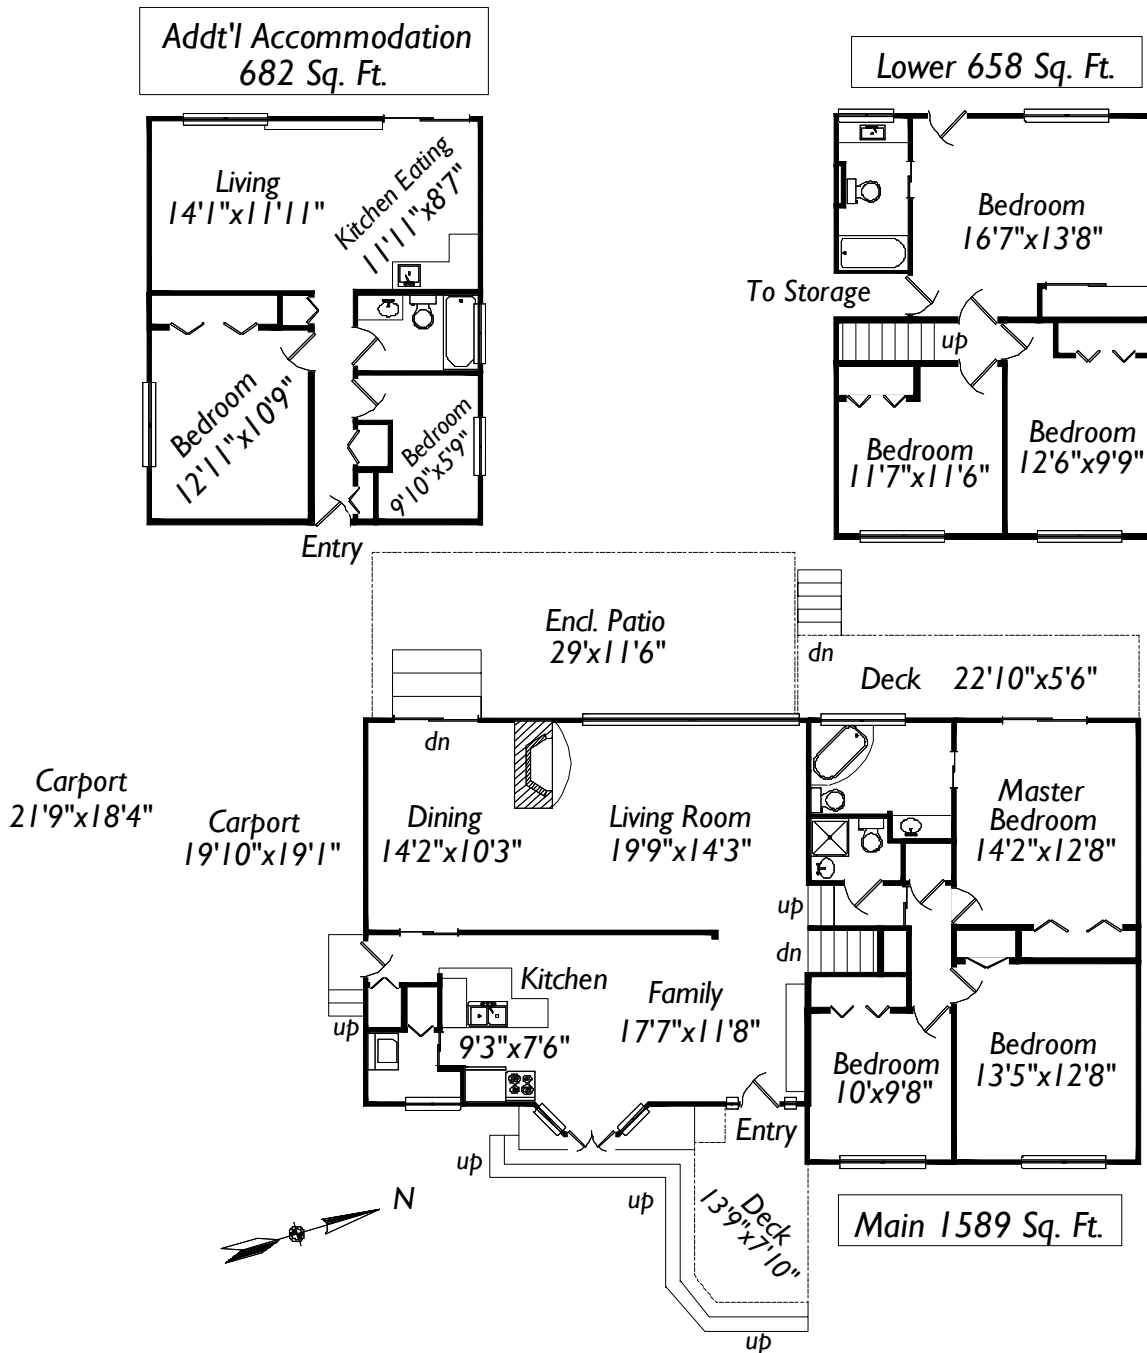 Addt'l Accommodation
682 Sq. Ft.
Living
14'1"x11'11"
Kitchen Eating
11'11"x8'7"
Bedroom
12'11"x10'9"
Bedroom
9'10"x5'9"
Entry
Lower 658 Sq. Ft.
Bedroom
16'7"x13'8"
To Storage
up
Bedroom
11'7"x11'6"
Bedroom
12'6"x9'9"
Encl. Patio
29'x11'6"
dn
Deck 22'10"x5'6"
dn
Carport
21'9"x18'4"
Carport
19'10"x19'1"
Dining
14'2"x10'3"
Living Room
19'9"x14'3"
Master
Bedroom
14'2"x12'8"
up
dn
Kitchen
9'3"x7'6"
Family
17'7"x11'8"
up
Bedroom
10'x9'8"
Bedroom
13'5"x12'8"
Entry
up
up
Deck
13'9"x7'10"
up
N
Main 1589 Sq. Ft.